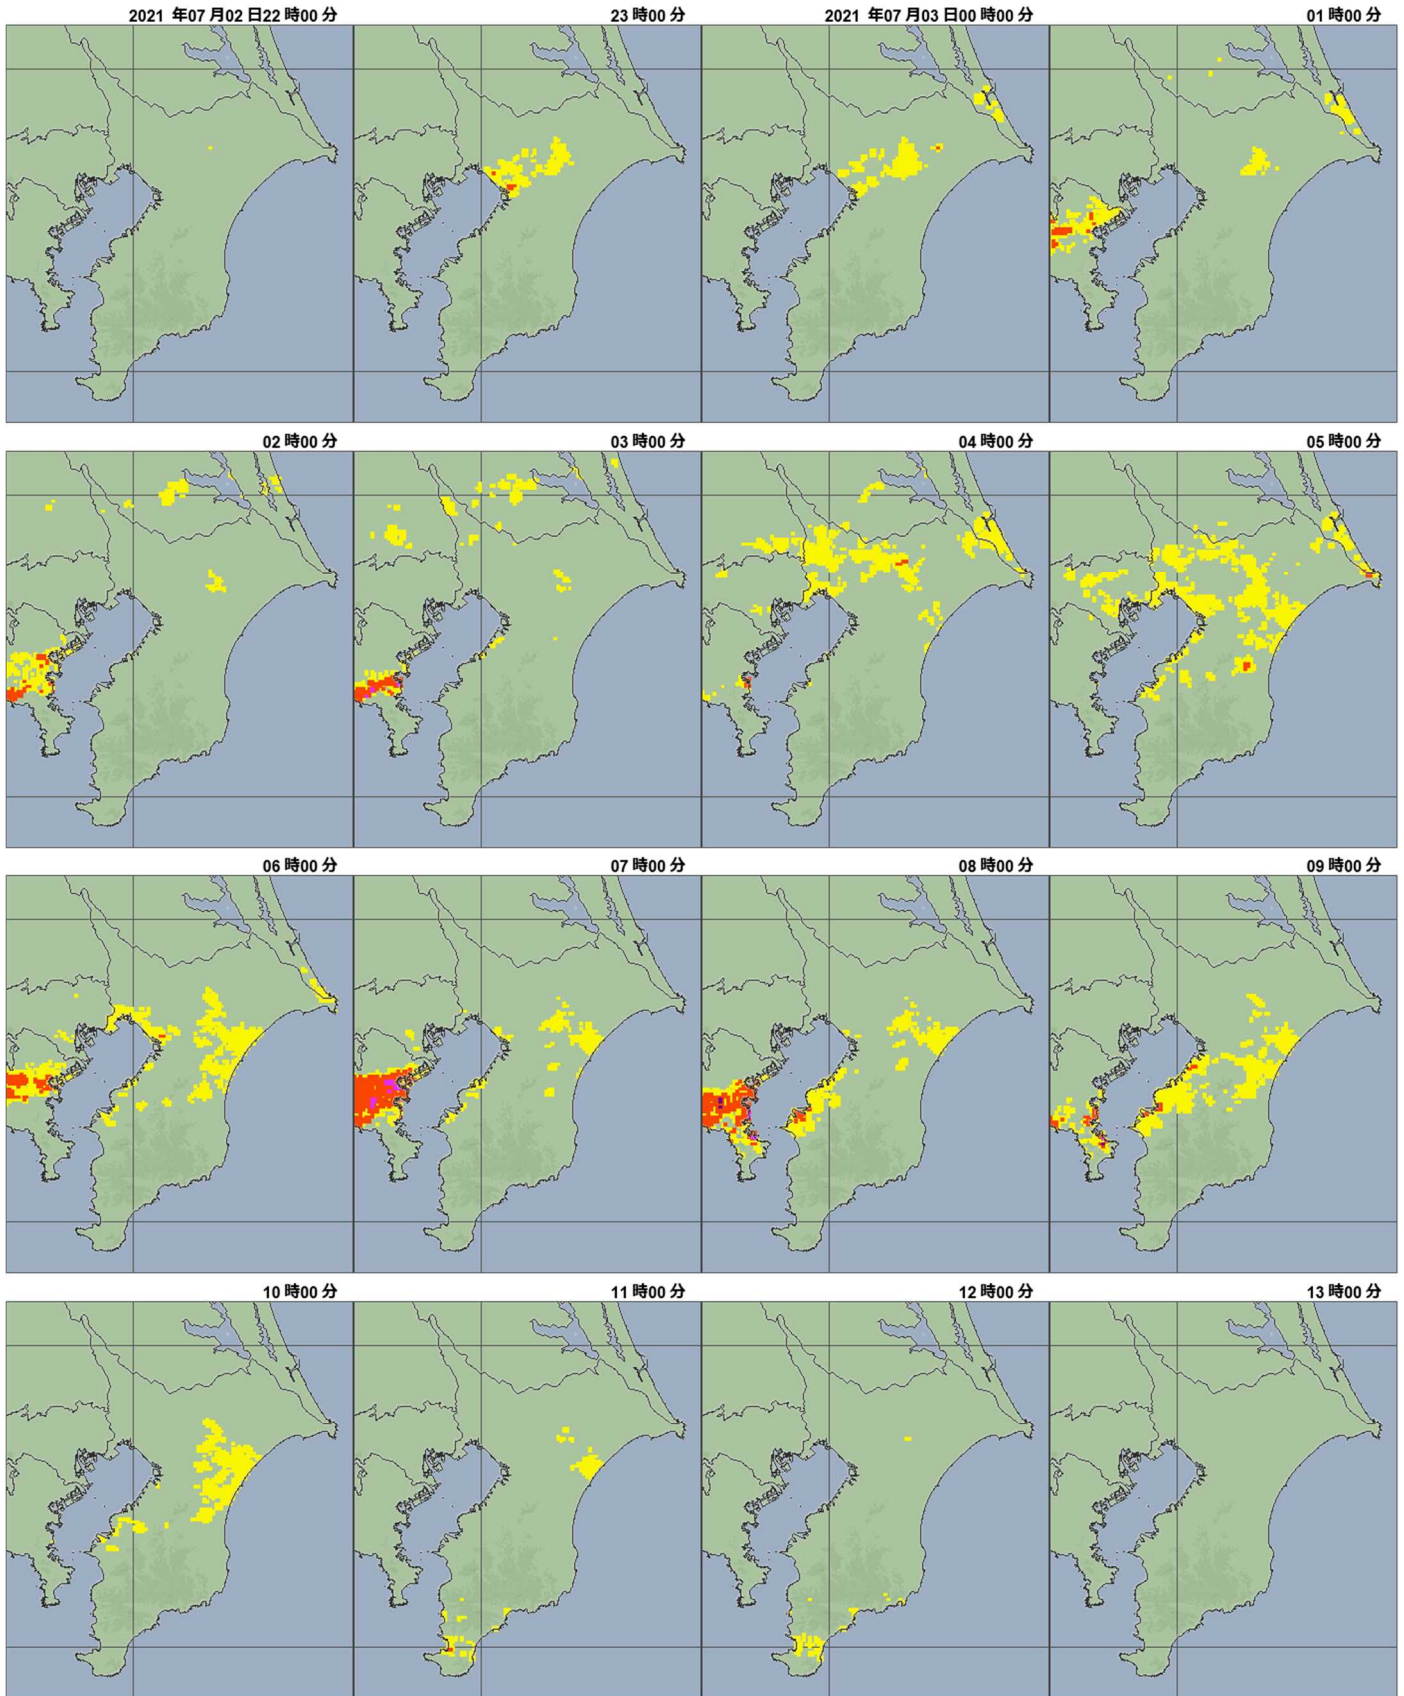 2021 年07 月02 日22 時00 分
23 時00 分
2021 年07 月03 日00 時00 分
01 時00 分
02 時00 分
03 時00 分
04 時00 分
05 時00 分
06 時00 分
07 時00 分
08 時00 分
09 時00 分
10 時00 分
11 時00 分
12 時00 分
13 時00 分